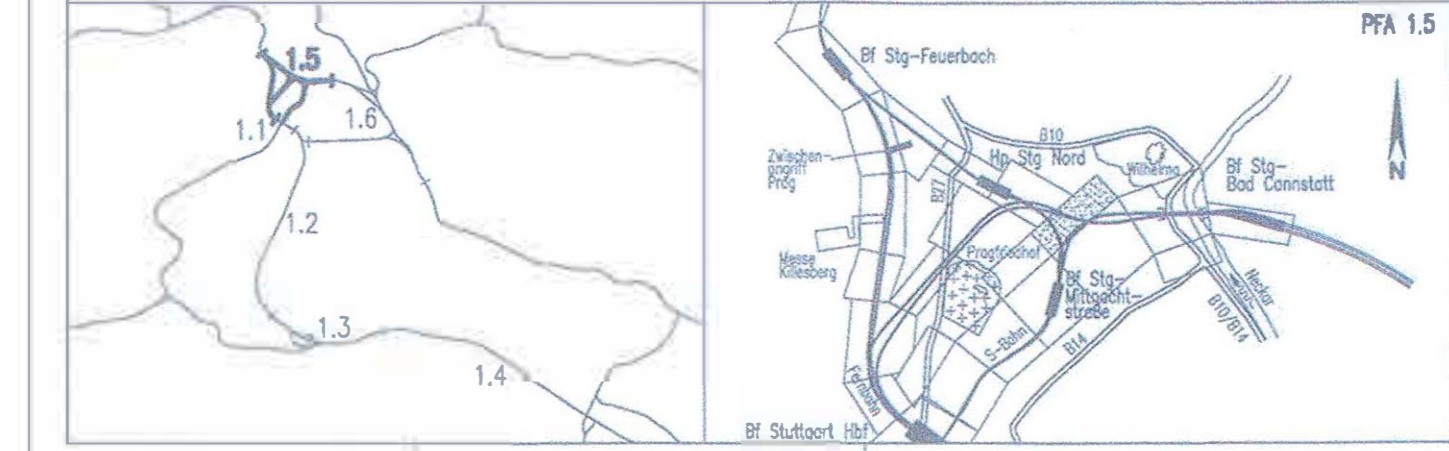 1.5
1.1
1.6
1.2
1.3
1.4
PFA 1.5
Bf Stg-Feuerbach
B10
Zwischen-
angriff
Prag
Hp Stg Nord
Wilhelma
Bf Stg-
Bad Cannstatt
N
B27
Messe
Killesberg
Pragfriedhof
Bf Stg-
Mittnacht-
straße
Neckar
B10/B14
S-Bahn
B14
Fernbahn
Bf Stuttgart Hbf